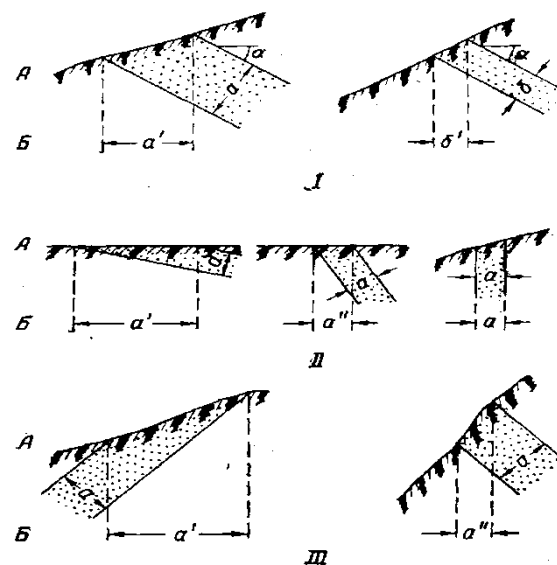 А α α
а б
Б a' б'
I
А a a a
Б a' a'' a
II
А a a
Б a' a''
III